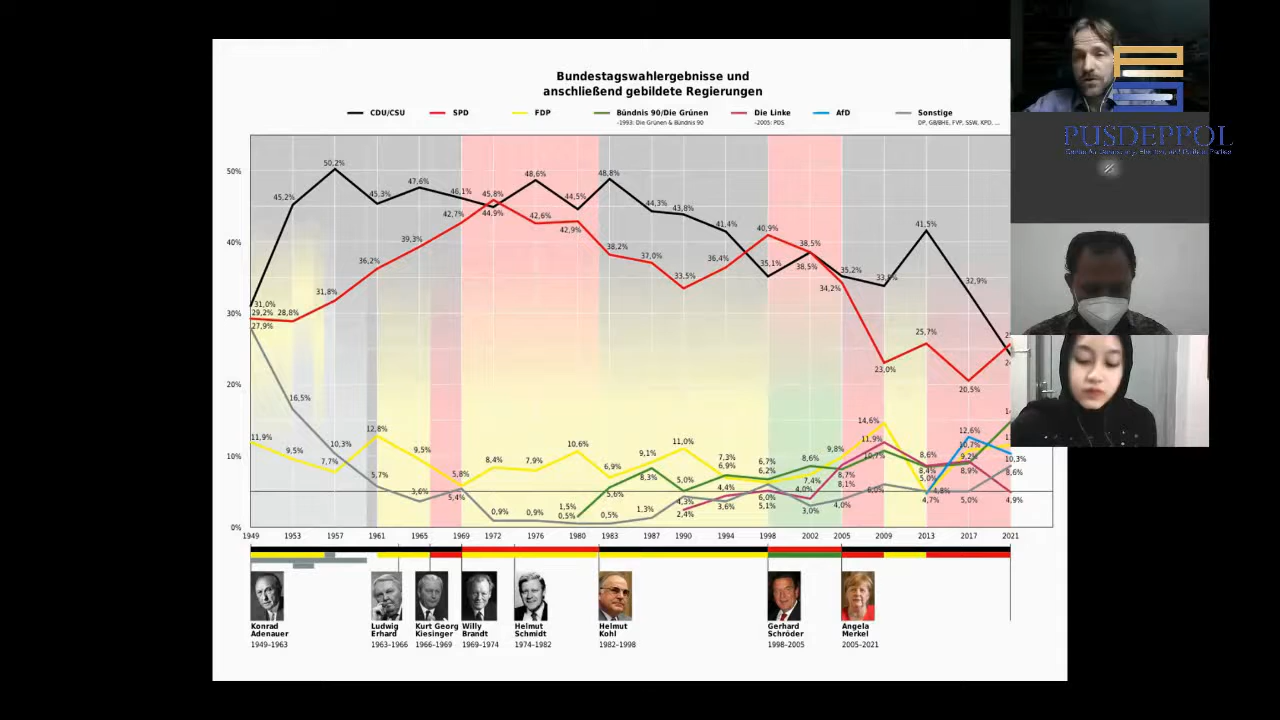 Bundestagswahlergebnisse und
anschließend gebildete Regierungen
CDU/CSU SPD FDP Bündnis 90/Die Grünen Die Linke AfD Sonstige
-1993: Die Grünen & Bündnis 90 -2005: PDS DP, GB/BHE, FVP, SSW, KPD, ...
PUSDEPPOL
50%
40%
30%
20%
10%
0%
31,0% 45,2% 50,2% 45,3% 47,6% 46,1% 44,9% 48,6% 44,5% 48,8% 44,3% 43,8% 41,4% 35,1% 38,5% 35,2% 41,5% 32,9%
29,2% 28,8% 31,8% 36,2% 39,3% 42,7% 45,8% 42,6% 42,9% 38,2% 37,0% 33,5% 36,4% 40,9% 38,5% 34,2% 23,0% 25,7% 20,5%
27,9% 16,5% 10,3% 5,7% 3,6% 5,4% 0,9% 0,9% 0,5% 0,5% 1,3% 4,3% 3,6% 6,0% 3,0% 4,0% 6,0% 5,0% 8,6%
11,9% 9,5% 7,7% 12,8% 9,5% 5,8% 8,4% 7,9% 10,6% 6,9% 9,1% 11,0% 6,9% 6,2% 7,4% 9,8% 14,6% 4,8% 10,7%
1,5% 5,6% 8,3% 5,0% 7,3% 6,7% 8,6% 8,1% 10,7% 8,4% 8,9%
2,4% 4,4% 5,1% 4,0% 8,7% 11,9% 8,6% 9,2% 4,9%
4,7% 12,6% 10,3%
5,0%
1949 1953 1957 1961 1965 1969 1972 1976 1980 1983 1987 1990 1994 1998 2002 2005 2009 2013 2017 2021
Konrad Ludwig Kurt Georg Willy Helmut Helmut Gerhard Angela
Adenauer Erhard Kiesinger Brandt Schmidt Kohl Schröder Merkel
1949–1963 1963–1966 1966–1969 1969–1974 1974–1982 1982–1998 1998–2005 2005–2021